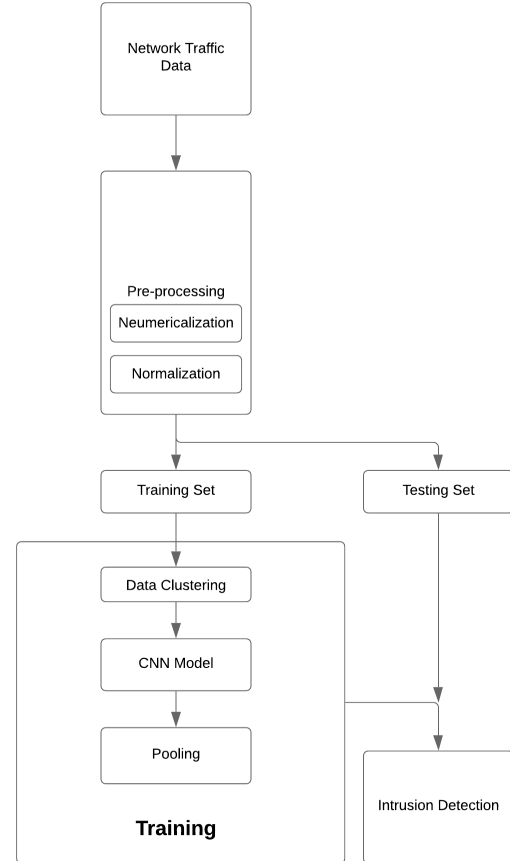 Network Traffic
Data
Pre-processing
Neumericalization
Normalization
Training Set
Testing Set
Data Clustering
CNN Model
Pooling
Intrusion Detection
Training